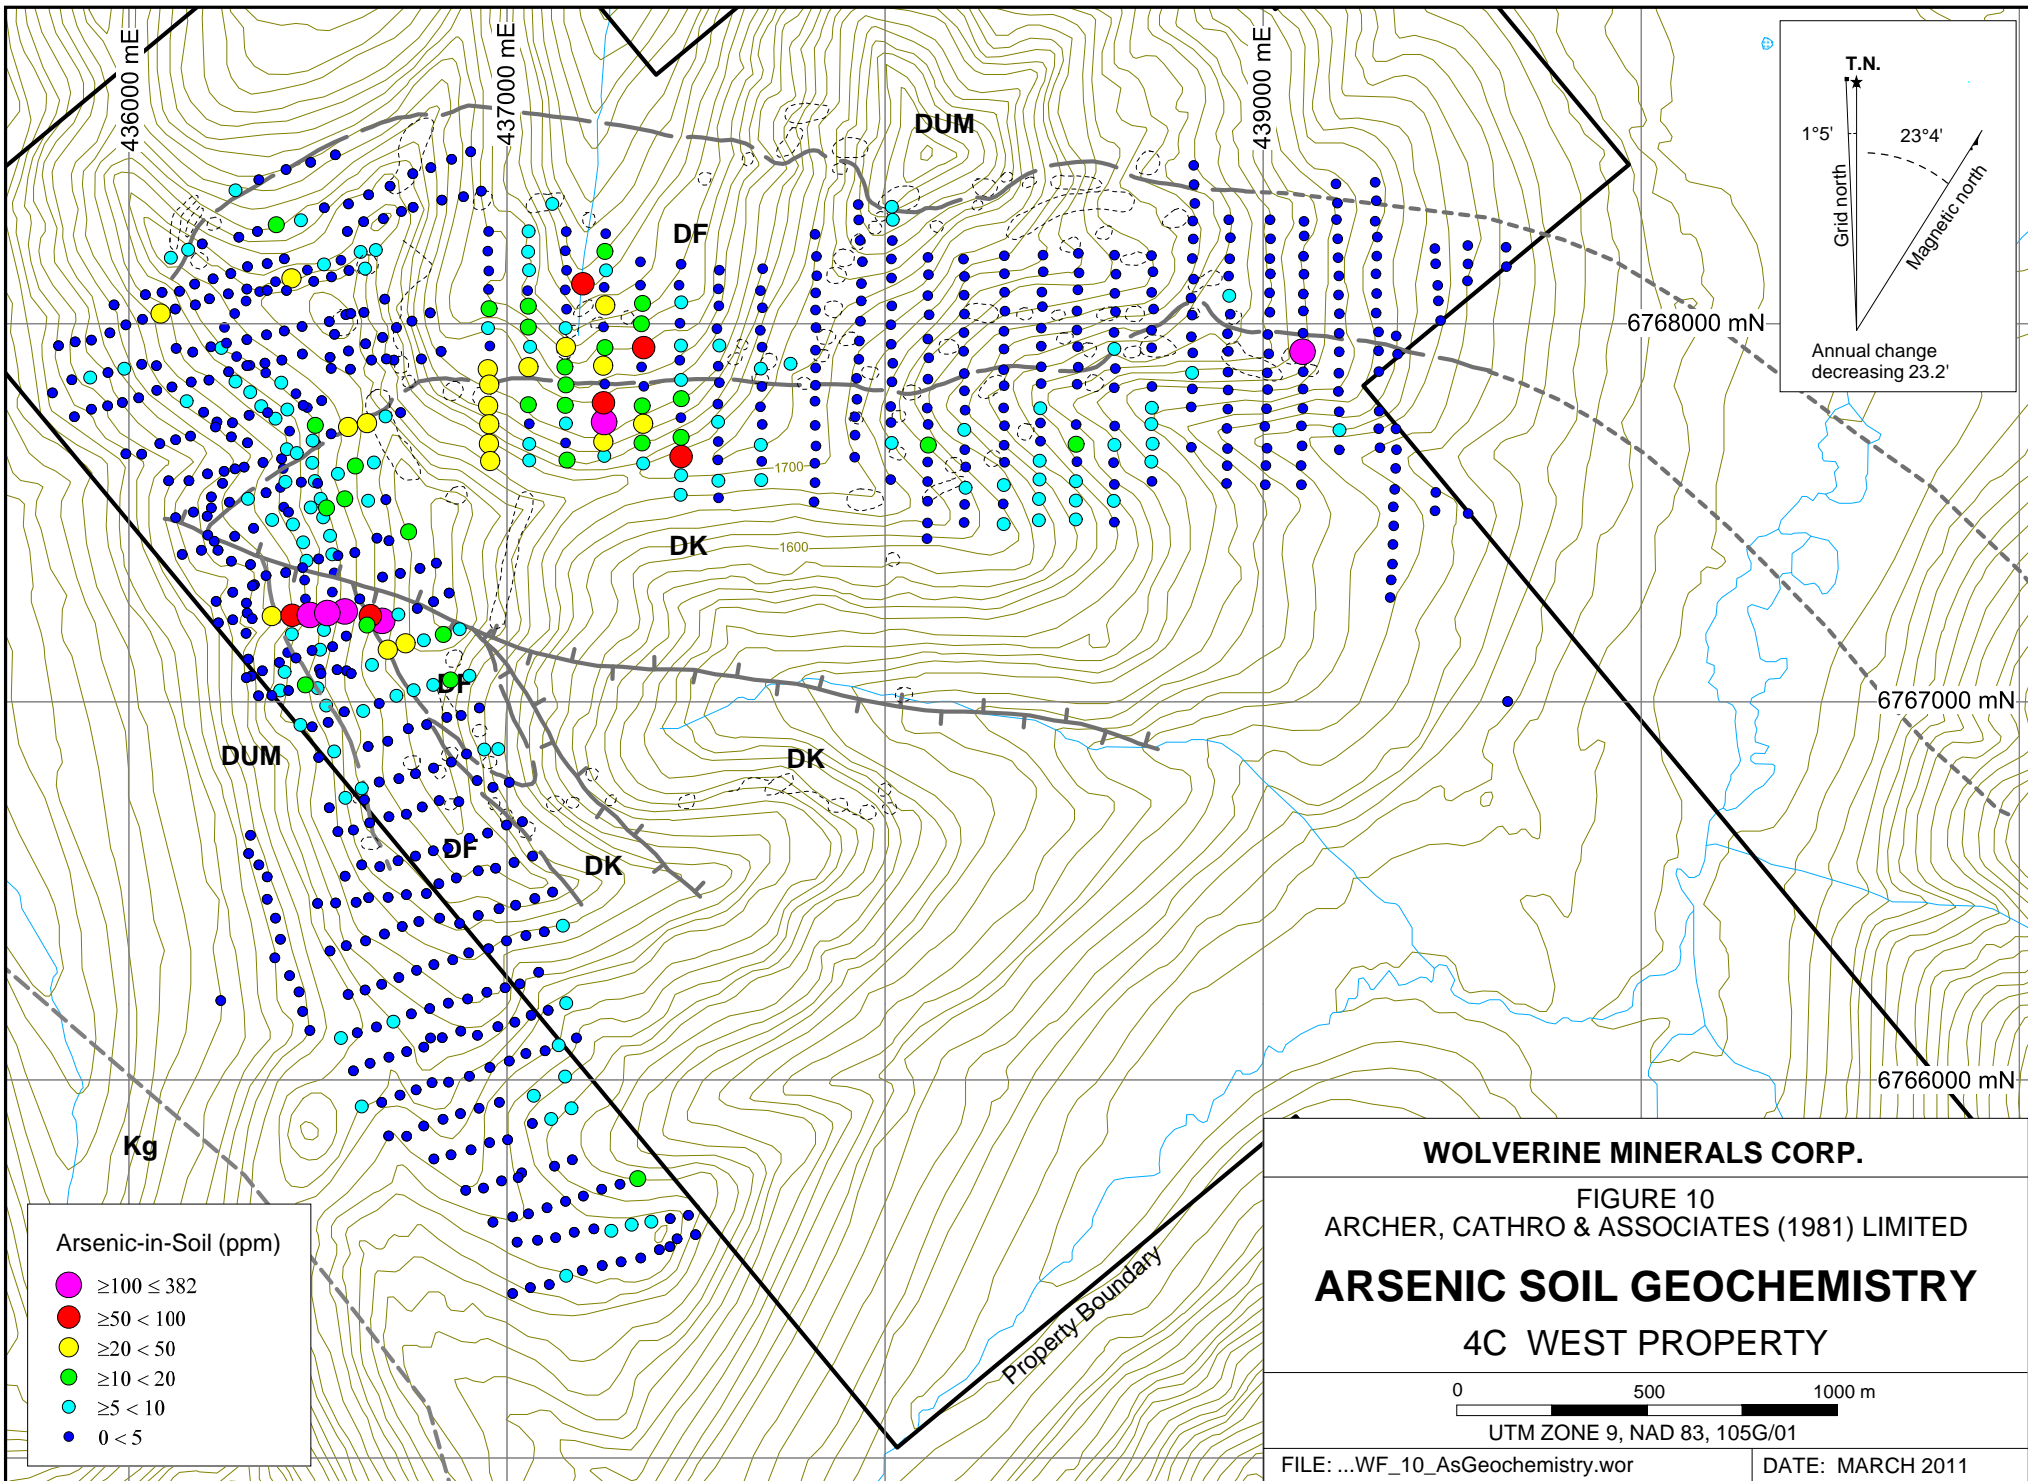 436000 mE
437000 mE
439000 mE
T.N.
1°5'
23°4'
Grid north
Magnetic north
Annual change
decreasing 23.2'
DUM
DF
6768000 mN
1700
DK
1600
DF
6767000 mN
DUM
DK
DF
DK
6766000 mN
Kg
Property Boundary
Arsenic-in-Soil (ppm)
≥100 ≤ 382
≥50 < 100
≥20 < 50
≥10 < 20
≥5 < 10
0 < 5
WOLVERINE MINERALS CORP.
FIGURE 10
ARCHER, CATHRO & ASSOCIATES (1981) LIMITED
ARSENIC SOIL GEOCHEMISTRY
4C WEST PROPERTY
0 500 1000 m
UTM ZONE 9, NAD 83, 105G/01
FILE: ...WF_10_AsGeochemistry.wor
DATE: MARCH 2011